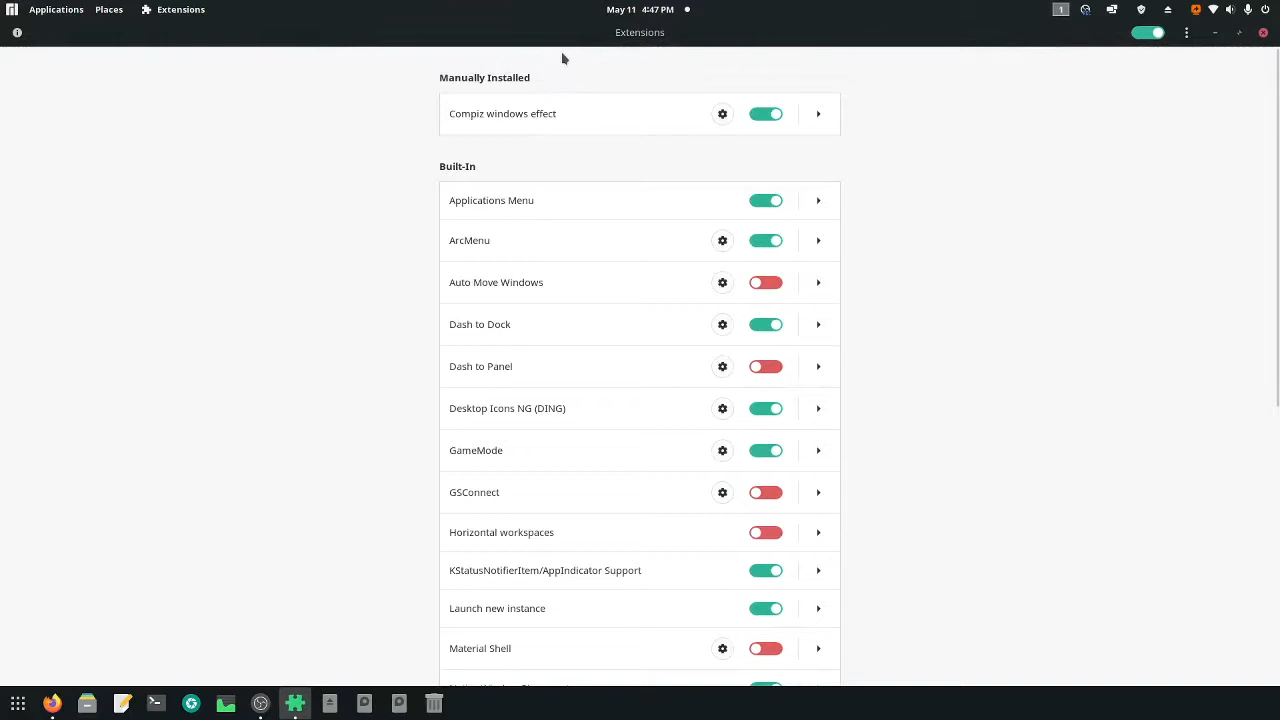 Applications Places Extensions May 11 4:47 PM 1
Extensions
Manually Installed
Compiz windows effect
Built-In
Applications Menu
ArcMenu
Auto Move Windows
Dash to Dock
Dash to Panel
Desktop Icons NG (DING)
GameMode
GSConnect
Horizontal workspaces
KStatusNotifierItem/AppIndicator Support
Launch new instance
Material Shell